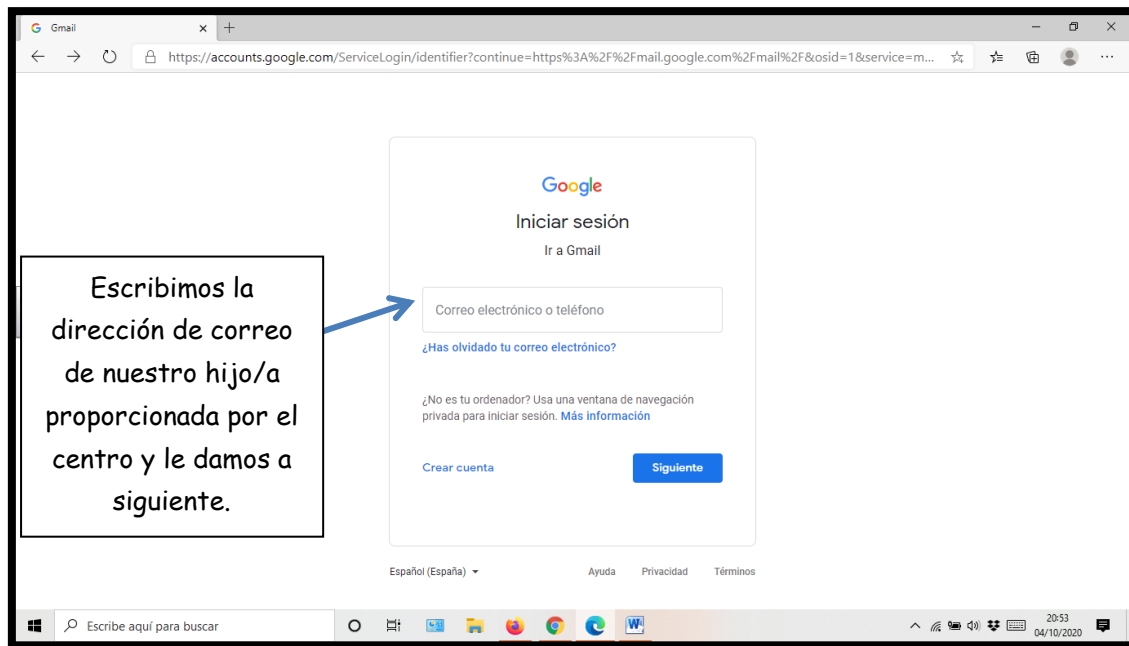 Gmail
https://accounts.google.com/ServiceLogin/identifier?continue=https%3A%2F%2Fmail.google.com%2Fmail%2F&osid=1&service=m...
Google
Iniciar sesión
Ir a Gmail
Escribimos la
dirección de correo
de nuestro hijo/a
proporcionada por el
centro y le damos a
siguiente.
Correo electrónico o teléfono
¿Has olvidado tu correo electrónico?
¿No es tu ordenador? Usa una ventana de navegación
privada para iniciar sesión. Más información
Crear cuenta
Siguiente
Español (España)
Ayuda Privacidad Términos
Escribe aquí para buscar
20:53
04/10/2020